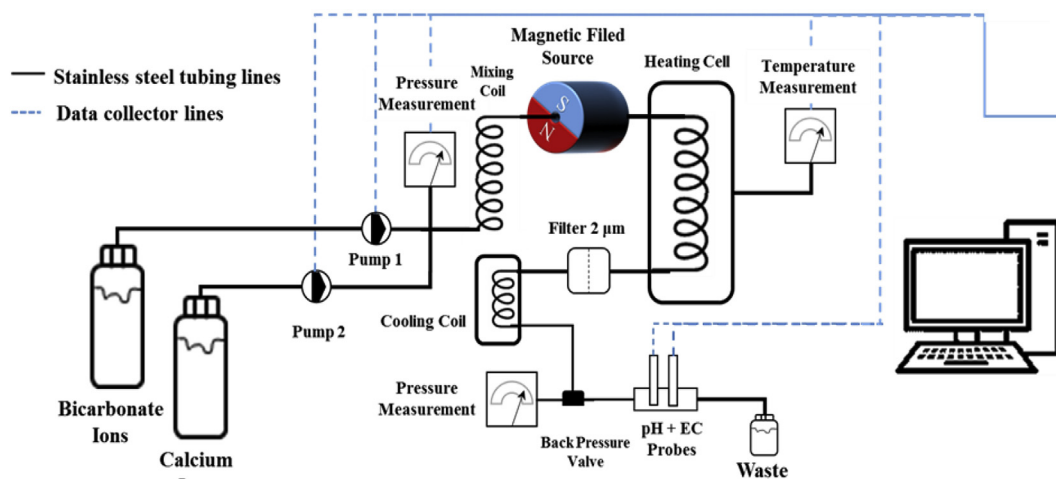 Magnetic Filed
Source
Stainless steel tubing lines
Data collector lines
Pressure
Measurement
Mixing
Coil
S
N
Heating Cell
Temperature
Measurement
Pump 1
Filter 2 μm
Pump 2
Cooling Coil
Bicarbonate
Ions
Calcium
Pressure
Measurement
Back Pressure
Valve
pH + EC
Probes
Waste